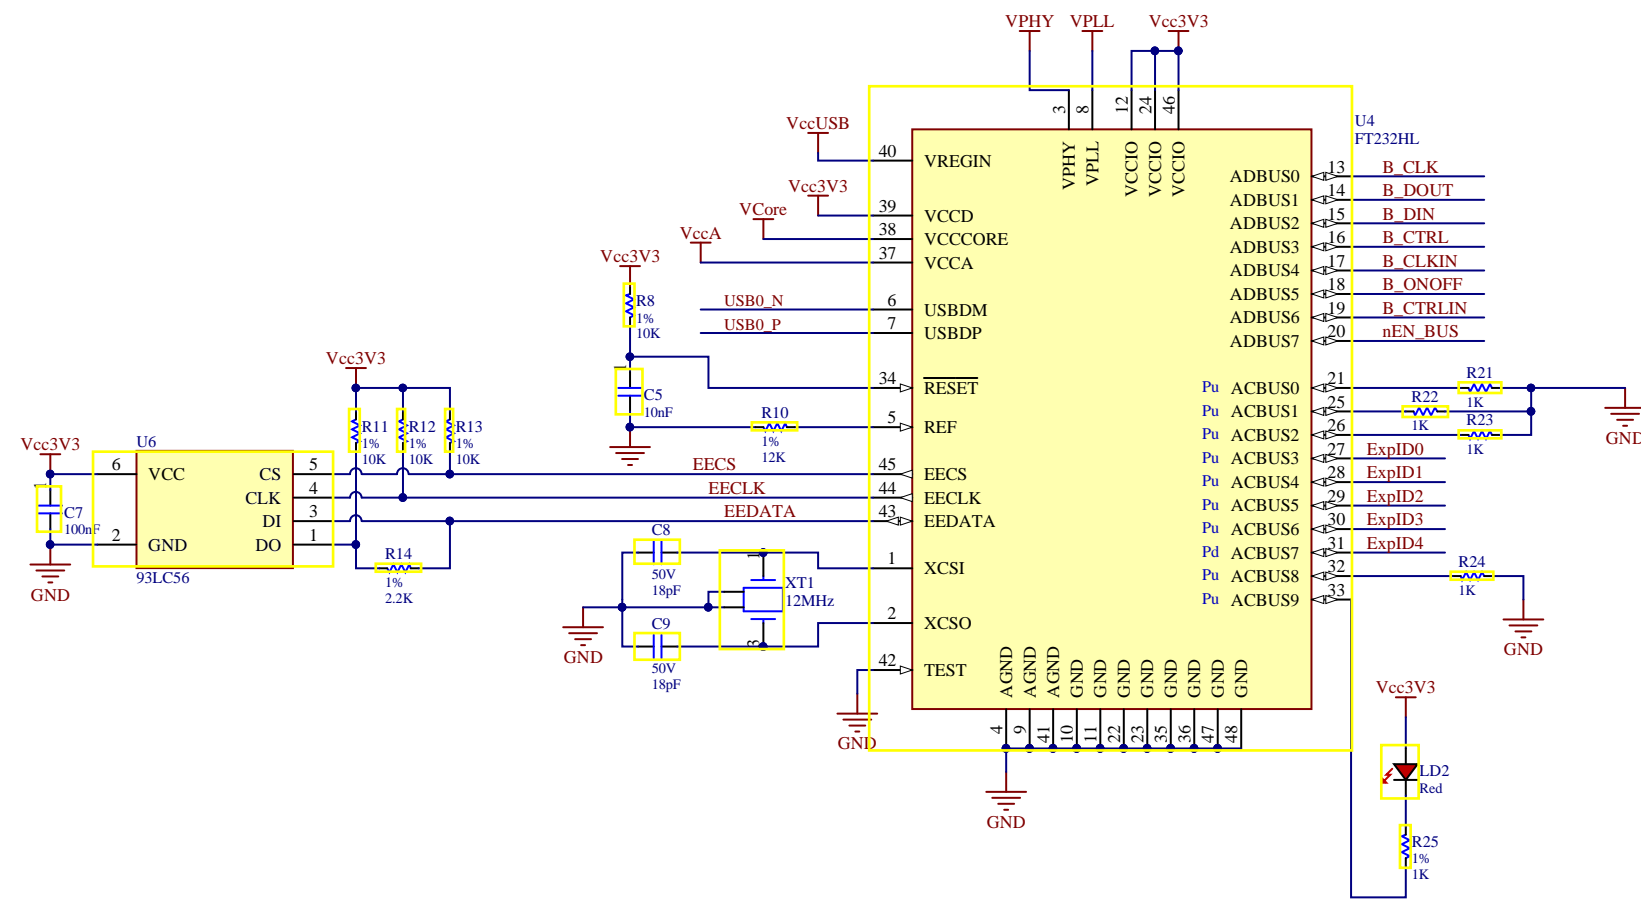 VPHY VPLL Vcc3V3
3 8 12 24 46
U4
FT232HL
VccUSB
40 VREGIN
VPHY VPLL VCCIO VCCIO VCCIO
Vcc3V3
39 VCCD
VCore
38 VCCCORE
VccA
37 VCCA
USB0_N 6 USBDM
USB0_P 7 USBDP
ADBUS0 13 B_CLK
ADBUS1 14 B_DOUT
ADBUS2 15 B_DIN
ADBUS3 16 B_CTRL
ADBUS4 17 B_CLKIN
ADBUS5 18 B_ONOFF
ADBUS6 19 B_CTRLIN
ADBUS7 20 nEN_BUS
Vcc3V3
R8
1%
10K
34 RESET
C5
10nF
R10
1%
12K
5 REF
Pu ACBUS0 21 R21
1K
Pu ACBUS1 25 R22
1K
Pu ACBUS2 26 R23
1K
GND
Pu ACBUS3 27 ExpID0
Pu ACBUS4 28 ExpID1
Pu ACBUS5 29 ExpID2
Pu ACBUS6 30 ExpID3
Pd ACBUS7 31 ExpID4
Pu ACBUS8 32 R24
1K
GND
Pu ACBUS9 33
Vcc3V3
R11
1%
10K
R12
1%
10K
R13
1%
10K
Vcc3V3
U6
6 VCC CS 5
CLK 4
DI 3
2 GND DO 1
93LC56
C7
100nF
GND
R14
1%
2.2K
EECS 45 EECS
EECLK 44 EECLK
EEDATA 43 EEDATA
C8
50V
18pF
1
XT1
12MHz
3
1 XCSI
C9
50V
18pF
2 XCSO
GND
42 TEST
GND
AGND AGND AGND GND GND GND GND GND GND GND GND
4 9 41 10 11 22 23 35 36 47 48
GND
Vcc3V3
LD2
Red
R25
1%
1K